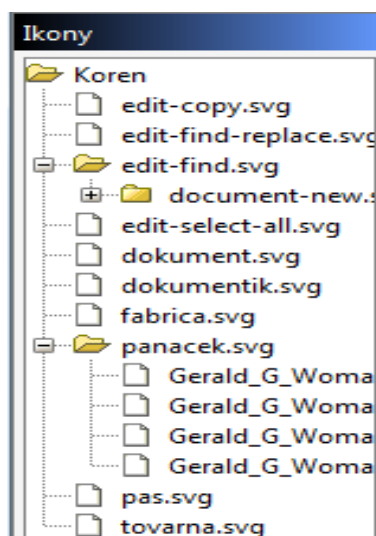 Ikony
Koren
edit-copy.svg
edit-find-replace.svg
edit-find.svg
document-new.s
edit-select-all.svg
dokument.svg
dokumentik.svg
fabrica.svg
panacek.svg
Gerald_G_Woma
Gerald_G_Woma
Gerald_G_Woma
Gerald_G_Woma
pas.svg
tovarna.svg